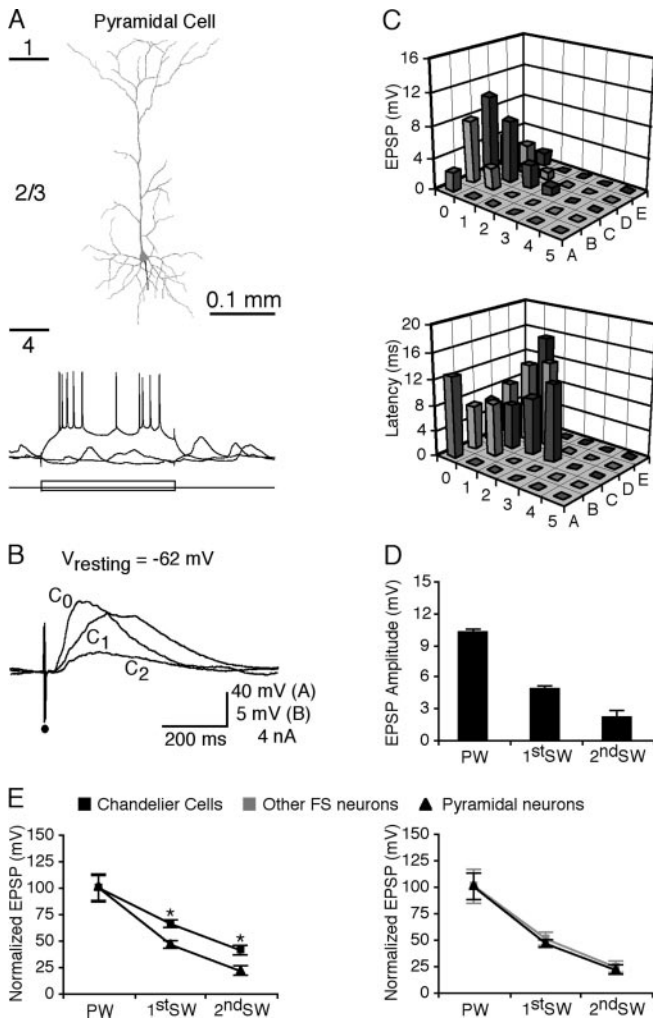 A
Pyramidal Cell
1
2/3
0.1 mm
4
B
Vresting = -62 mV
C0
C1
C2
40 mV (A)
5 mV (B)
4 nA
200 ms
C
EPSP (mV)
16
12
8
4
0
0 1 2 3 4 5
A B C D E
Latency (ms)
20
16
12
8
4
0
0 1 2 3 4 5
A B C D E
D
EPSP Amplitude (mV)
15
12
9
6
3
0
PW 1stSW 2ndSW
E
■ Chandelier Cells ■ Other FS neurons ▲ Pyramidal neurons
Normalized EPSP (mV)
150
125
100
75
50
25
0
* *
PW 1stSW 2ndSW
Normalized EPSP (mV)
150
125
100
75
50
25
0
PW 1stSW 2ndSW